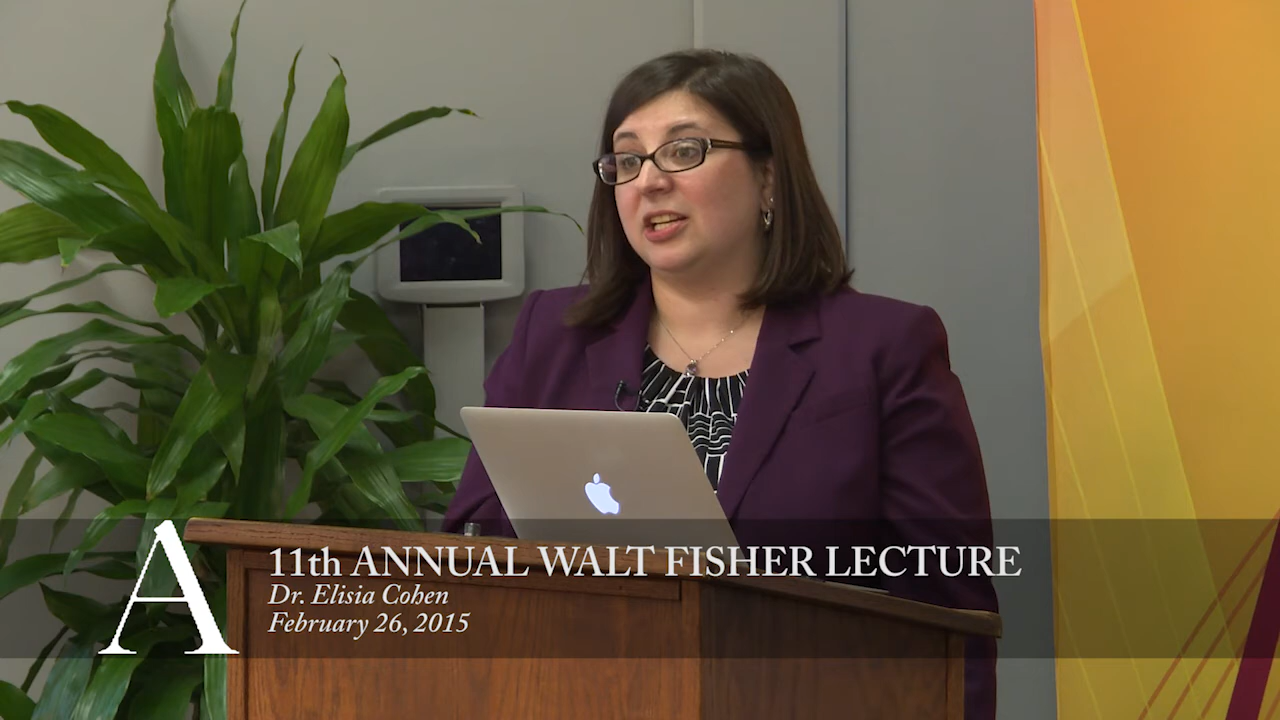 A
11th ANNUAL WALT FISHER LECTURE
Dr. Elisia Cohen
February 26, 2015